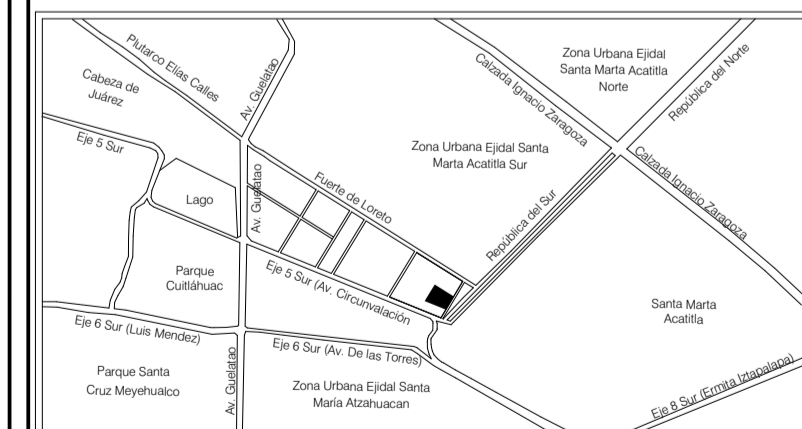 Plutarco Elías Calles
Av. Guelatao
Calzada Ignacio Zaragoza
Zona Urbana Ejidal
Santa Marta Acatitla
Norte
República del Norte
Cabeza de
Juárez
Eje 5 Sur
Zona Urbana Ejidal Santa
Marta Acatitla Sur
Calzada Ignacio Zaragoza
Lago
Av. Guelatao
Fuerte de Loreto
República del Sur
Parque
Cuitláhuac
Eje 5 Sur (Av. Circunvalación
Santa Marta
Acatitla
Eje 6 Sur (Luis Mendez)
Eje 6 Sur (Av. De las Torres)
Parque Santa
Cruz Meyehualco
Av. Guelatao
Zona Urbana Ejidal Santa
María Atzahuacan
Eje 8 Sur (Ermita Iztapalapa)